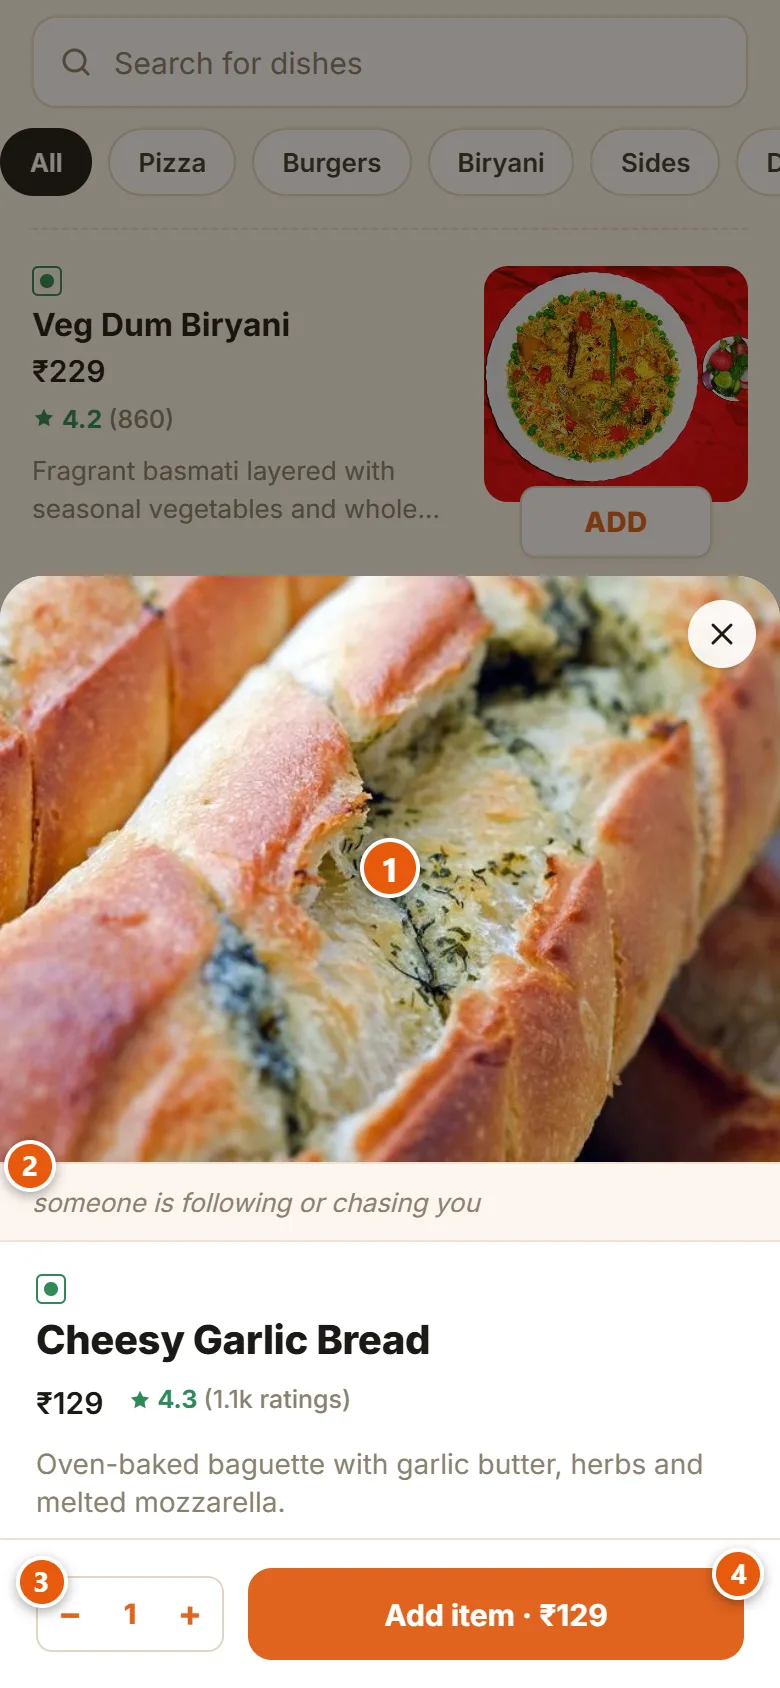 Search for dishes
All Pizza Burgers Biryani Sides D
Veg Dum Biryani
₹229
★ 4.2 (860)
Fragrant basmati layered with
seasonal vegetables and whole...
ADD
1
2
someone is following or chasing you
Cheesy Garlic Bread
₹129 ★ 4.3 (1.1k ratings)
Oven-baked baguette with garlic butter, herbs and
melted mozzarella.
3
4
− 1 +
Add item · ₹129